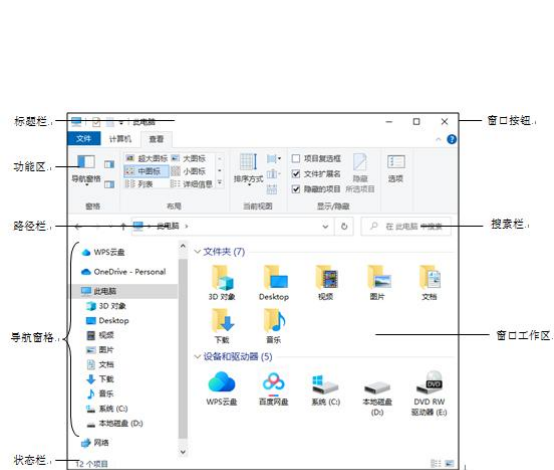 标题栏
此电脑
窗口按钮
文件 计算机 查看
功能区
导航窗格
超大图标 大图标
中图标 小图标
列表 详细信息
排序方式
项目复选框
文件扩展名
隐藏的项目
隐藏
所选项目
选项
窗格 布局 当前视图 显示/隐藏
路径栏
此电脑
在 此电脑 中搜索
搜素栏
导航窗格
WPS云盘
OneDrive - Personal
此电脑
3D 对象
Desktop
视频
图片
文档
下载
音乐
系统 (C:)
本地磁盘 (D:)
网络
文件夹 (7)
3D 对象 Desktop 视频 图片 文档
下载 音乐
窗口工作区
设备和驱动器 (5)
WPS云盘 百度网盘 系统 (C:) 本地磁盘 (D:) DVD RW 驱动器 (E:)
状态栏
12 个项目